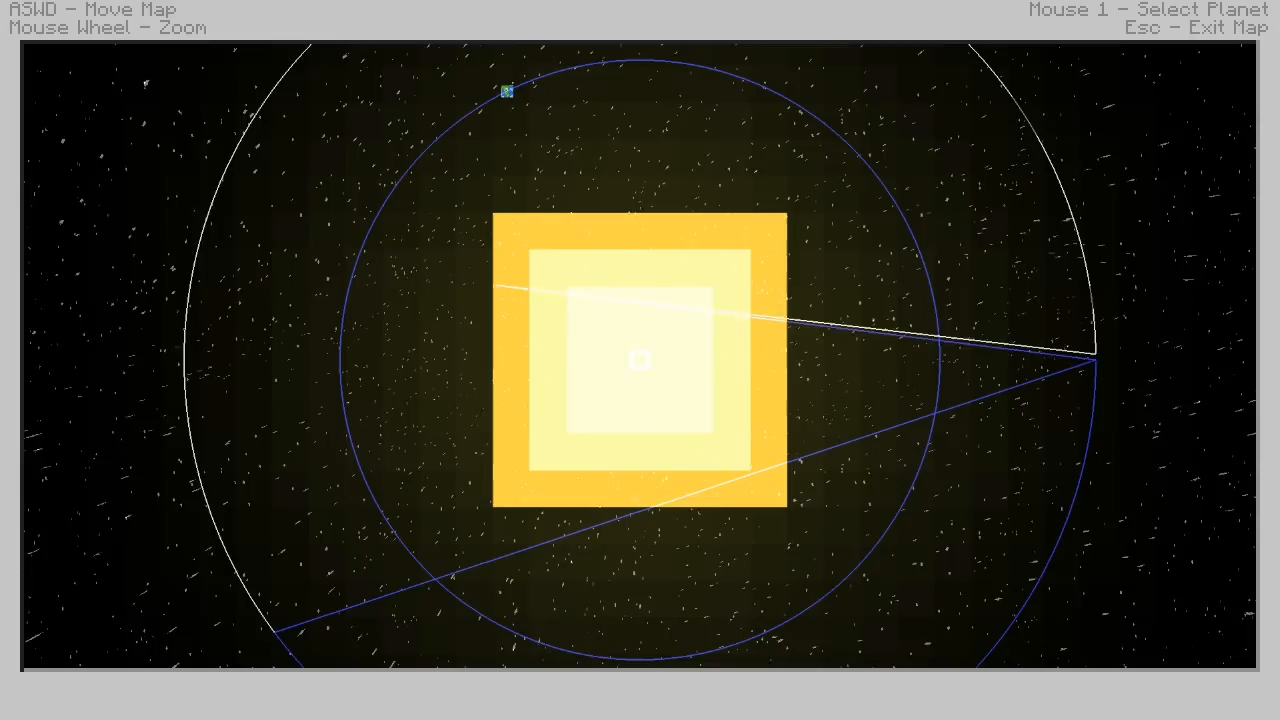 ASWD - Move Map
Mouse Wheel - Zoom
Mouse 1 - Select Planet
Esc - Exit Map